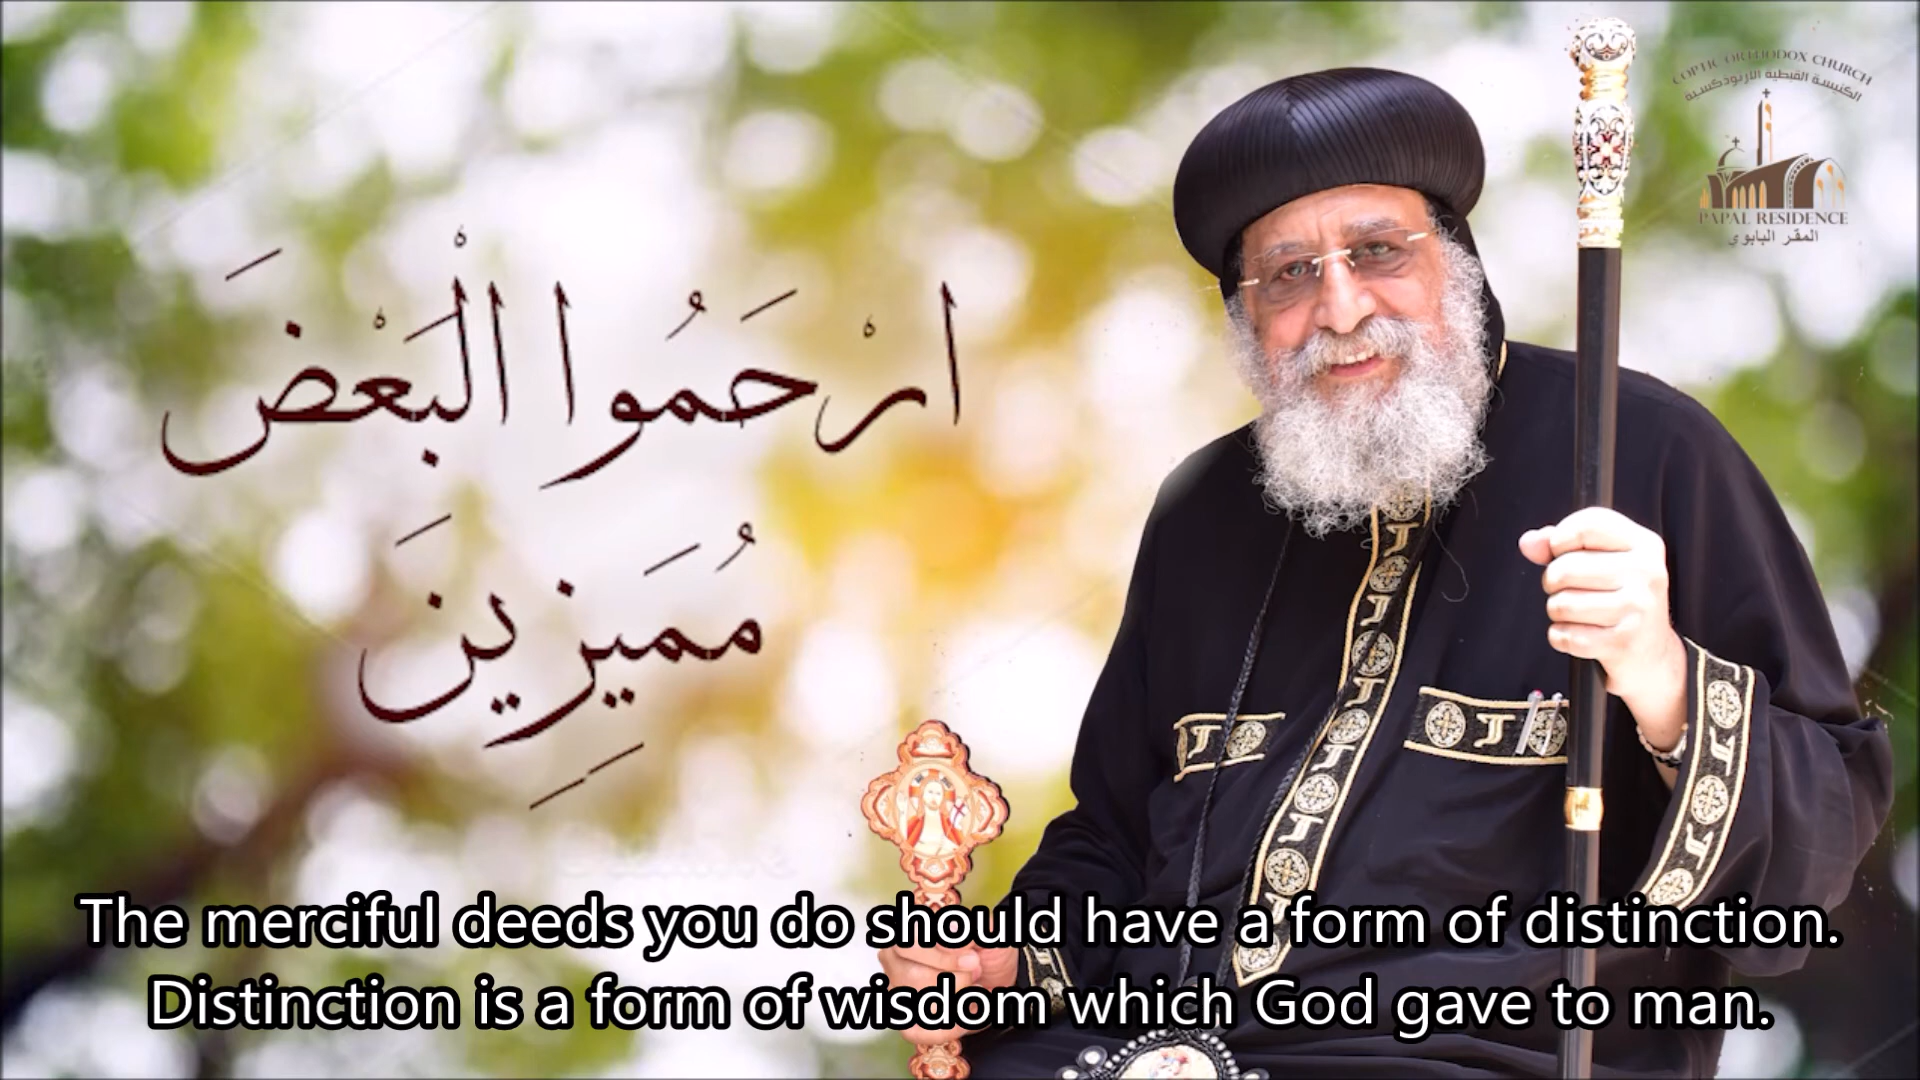 COPTIC ORTHODOX CHURCH
الكنيسة القبطية الارثوذكسية
PAPAL RESIDENCE
المقر البابوي
ارْحَمُوا الْبَعْضَ
مُمَيِزِينَ
The merciful deeds you do should have a form of distinction.
Distinction is a form of wisdom which God gave to man.